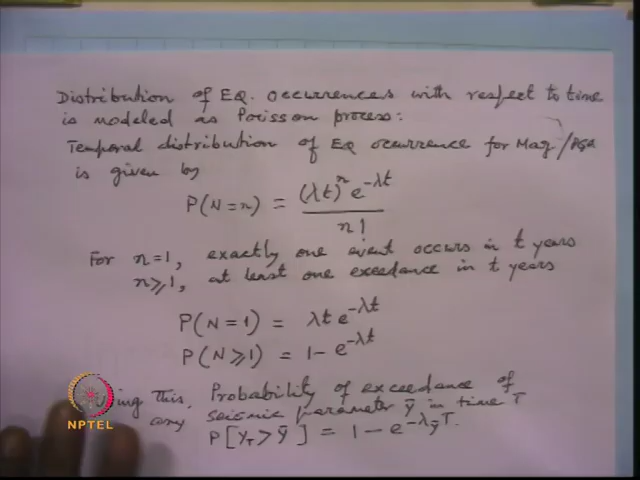 Distribution of EQ. occurrences with respect to time
is modeled as Poisson process:
Temporal distribution of EQ ocurrence for Mag/PGA
is given by
P(N=n) = (λt)^n e^-λt / n!
For n=1, exactly one event occurs in t years
n⩾1, at least one exeedance in t years
P(N=1) = λt e^-λt
P(N⩾1) = 1 - e^-λt
ing this, Probability of exceedance of
any seismic parameter ȳ in time T
P[Y_T > ȳ] = 1 - e^-λ_ȳ T.
NPTEL